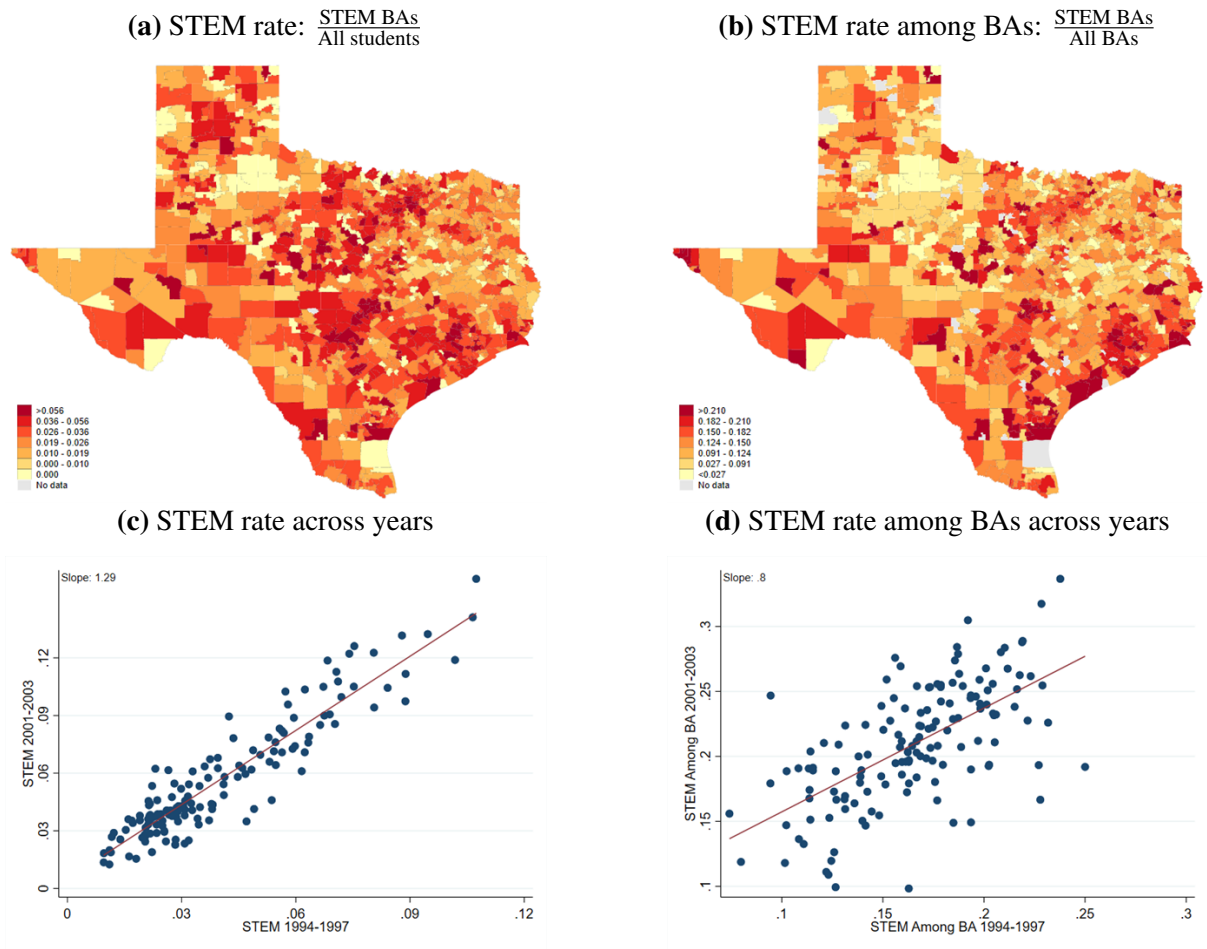 (a) STEM rate: STEM BAs / All students
(b) STEM rate among BAs: STEM BAs / All BAs
>0.056
0.036 - 0.056
0.026 - 0.036
0.019 - 0.026
0.010 - 0.019
0.000 - 0.010
0.000
No data
>0.210
0.182 - 0.210
0.150 - 0.182
0.124 - 0.150
0.091 - 0.124
0.027 - 0.091
<0.027
No data
(c) STEM rate across years
(d) STEM rate among BAs across years
Slope: 1.29
STEM 2001-2003
.12
.09
.06
.03
0
0
.03
.06
.09
.12
STEM 1994-1997
Slope: .8
STEM Among BA 2001-2003
.3
.25
.2
.15
.1
.1
.15
.2
.25
.3
STEM Among BA 1994-1997